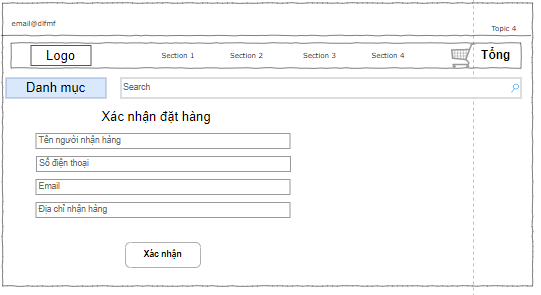 email@dlfmf
Topic 4
Logo
Section 1
Section 2
Section 3
Section 4
Tổng
Danh mục
Search
Xác nhận đặt hàng
Tên người nhận hàng
Số điện thoại
Email
Địa chỉ nhận hàng
Xác nhận